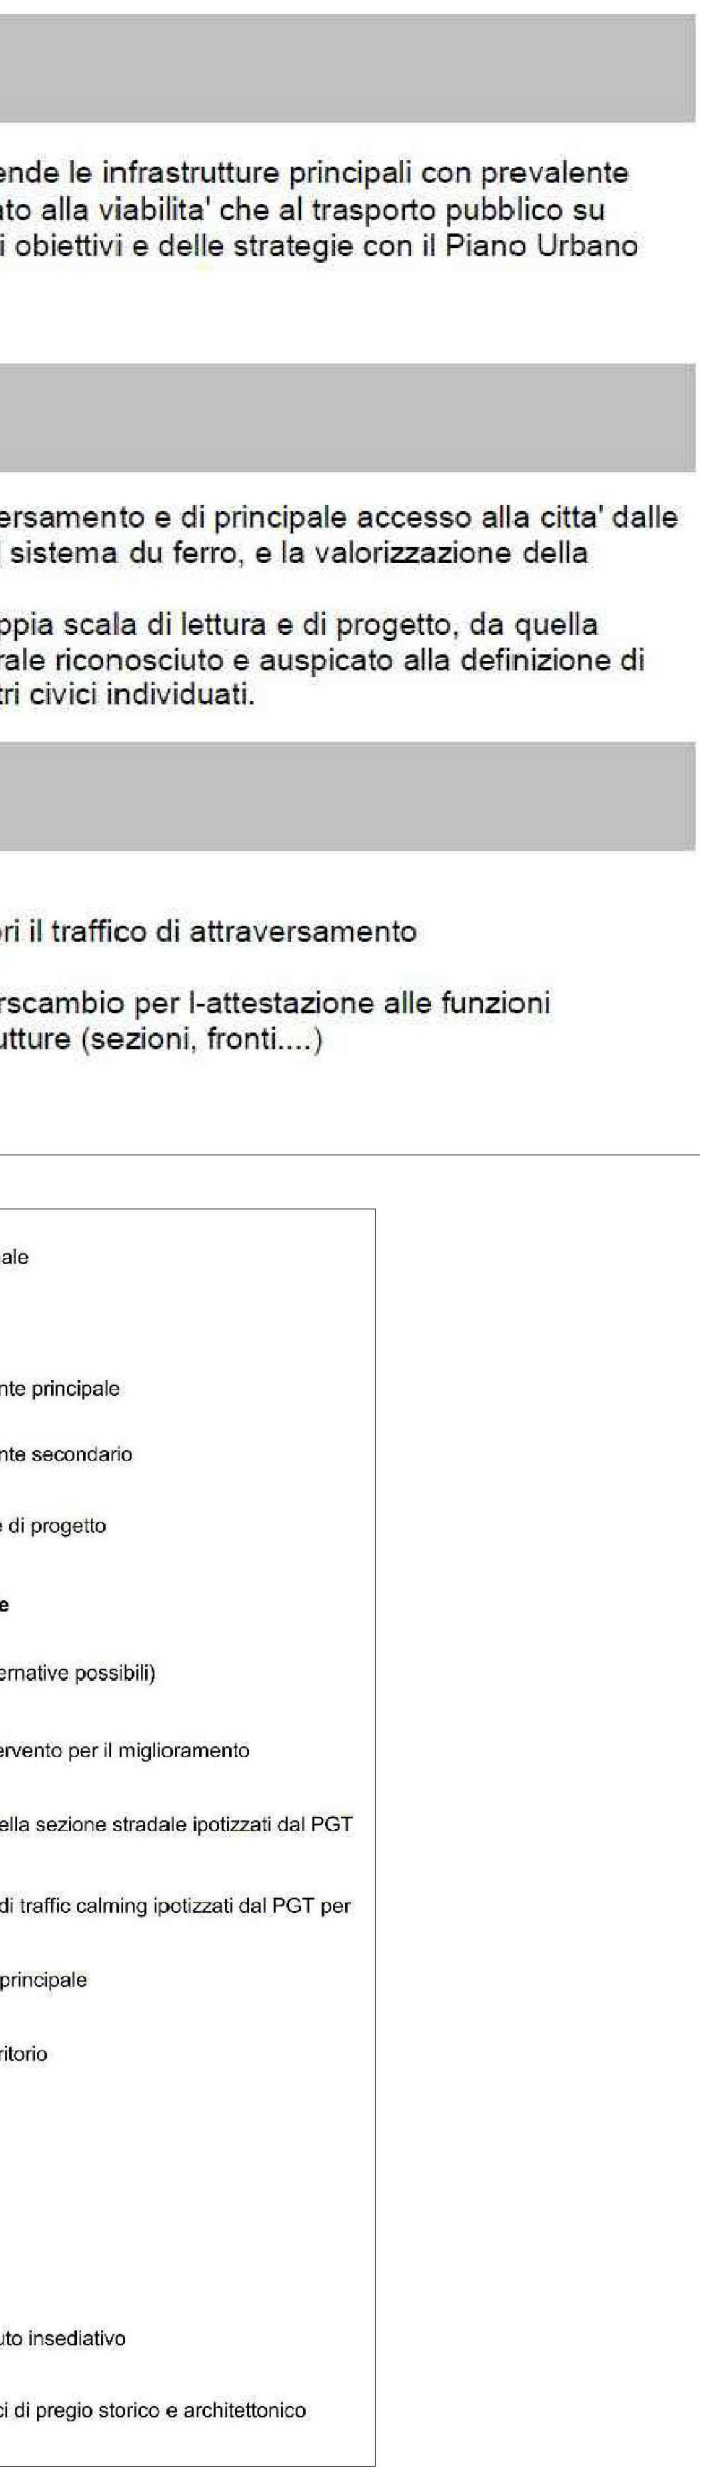 ende le infrastrutture principali con prevalente
ato alla viabilita' che al trasporto pubblico su
i obiettivi e delle strategie con il Piano Urbano
ersamento e di principale accesso alla citta' dalle
sistema du ferro, e la valorizzazione della
ppia scala di lettura e di progetto, da quella
rale riconosciuto e auspicato alla definizione di
tri civici individuati.
ori il traffico di attraversamento
rscambio per l-attestazione alle funzioni
utture (sezioni, fronti....)
ale
nte principale
nte secondario
e di progetto
e
ernative possibili)
ervento per il miglioramento
ella sezione stradale ipotizzati dal PGT
di traffic calming ipotizzati dal PGT per
principale
ritorio
uto insediativo
ci di pregio storico e architettonico